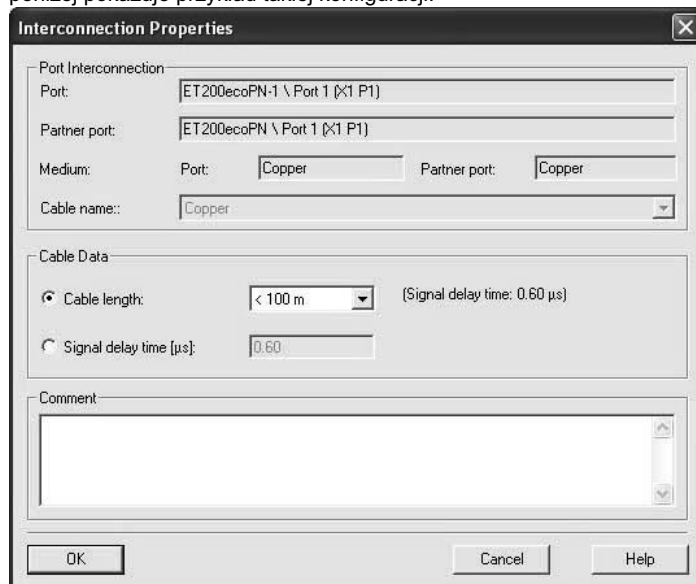 poniżej pokazuje przykład takiej konfiguracji.
Interconnection Properties
Port Interconnection
Port: ET200ecoPN-1 \ Port 1 (X1 P1)
Partner port: ET200ecoPN \ Port 1 (X1 P1)
Medium: Port: Copper Partner port: Copper
Cable name:: Copper
Cable Data
Cable length: < 100 m (Signal delay time: 0.60 µs)
Signal delay time [µs]: 0.60
Comment
OK Cancel Help